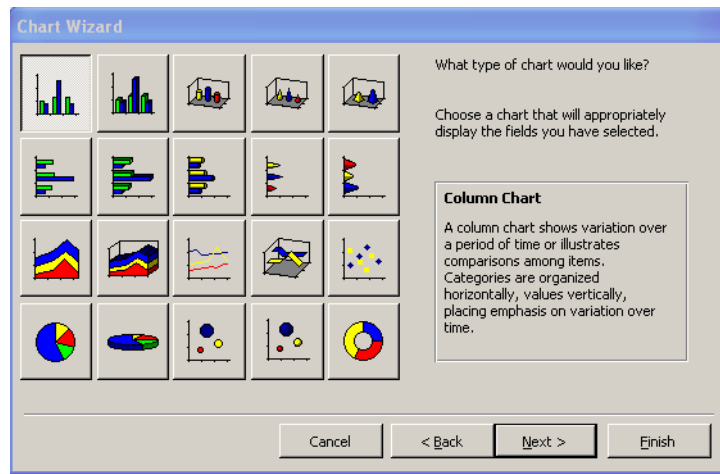 Chart Wizard
What type of chart would you like?
Choose a chart that will appropriately
display the fields you have selected.
Column Chart
A column chart shows variation over
a period of time or illustrates
comparisons among items.
Categories are organized
horizontally, values vertically,
placing emphasis on variation over
time.
Cancel
< Back
Next >
Finish